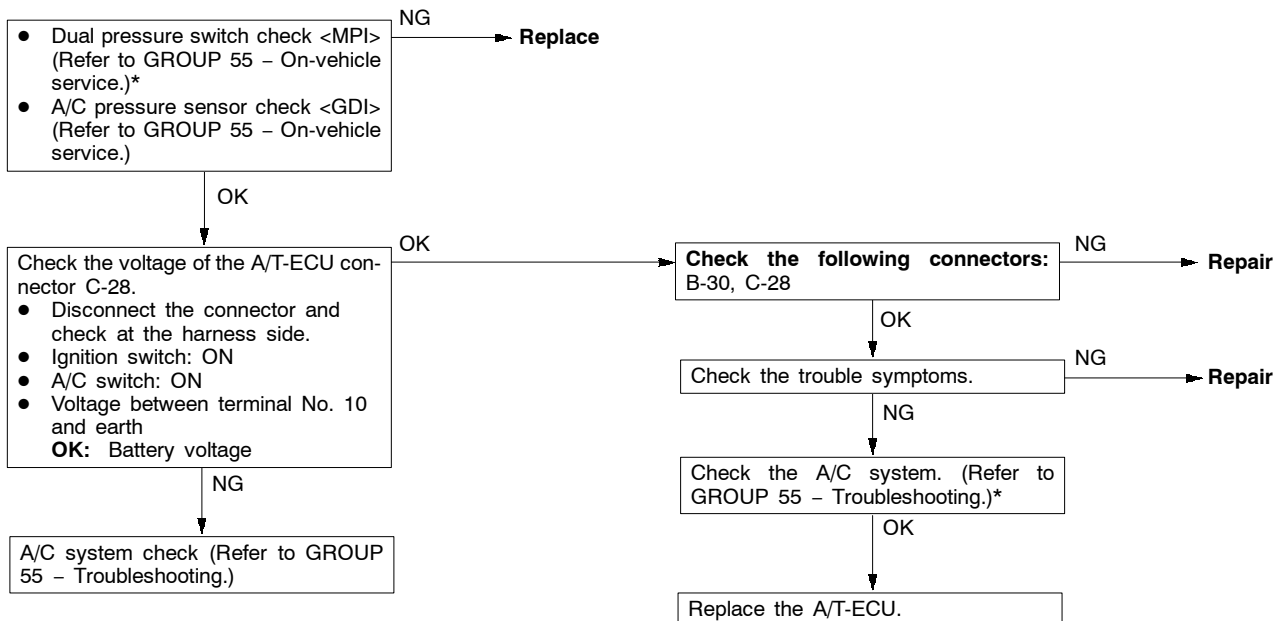 ● Dual pressure switch check <MPI>
(Refer to GROUP 55 – On-vehicle
service.)*
● A/C pressure sensor check <GDI>
(Refer to GROUP 55 – On-vehicle
service.)
NG
Replace
OK
Check the voltage of the A/T-ECU con-
nector C-28.
● Disconnect the connector and
check at the harness side.
● Ignition switch: ON
● A/C switch: ON
● Voltage between terminal No. 10
and earth
OK: Battery voltage
OK
Check the following connectors:
B-30, C-28
NG
Repair
OK
Check the trouble symptoms.
NG
Repair
NG
Check the A/C system. (Refer to
GROUP 55 – Troubleshooting.)*
OK
Replace the A/T-ECU.
NG
A/C system check (Refer to GROUP
55 – Troubleshooting.)